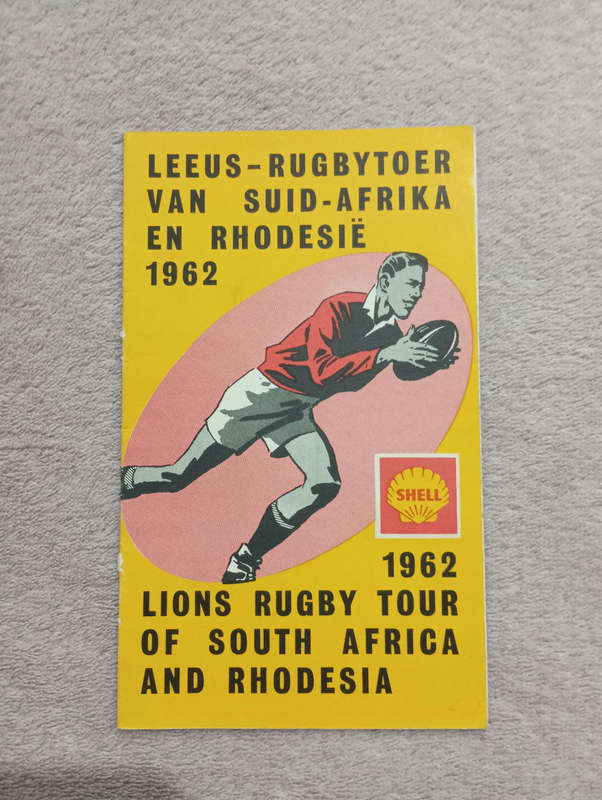 LEEUS-RUGBYTOER
VAN SUID-AFRIKA
EN RHODESIË
1962
SHELL
1962
LIONS RUGBY TOUR
OF SOUTH AFRICA
AND RHODESIA